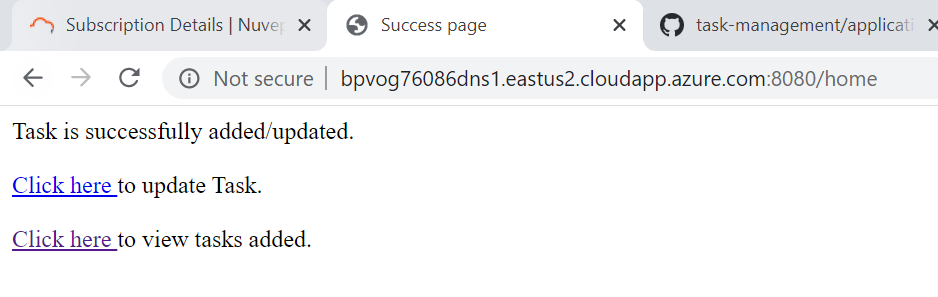 Subscription Details | Nuvep
Success page
task-management/applicati
Not secure | bpvog76086dns1.eastus2.cloudapp.azure.com:8080/home
Task is successfully added/updated.
Click here to update Task.
Click here to view tasks added.